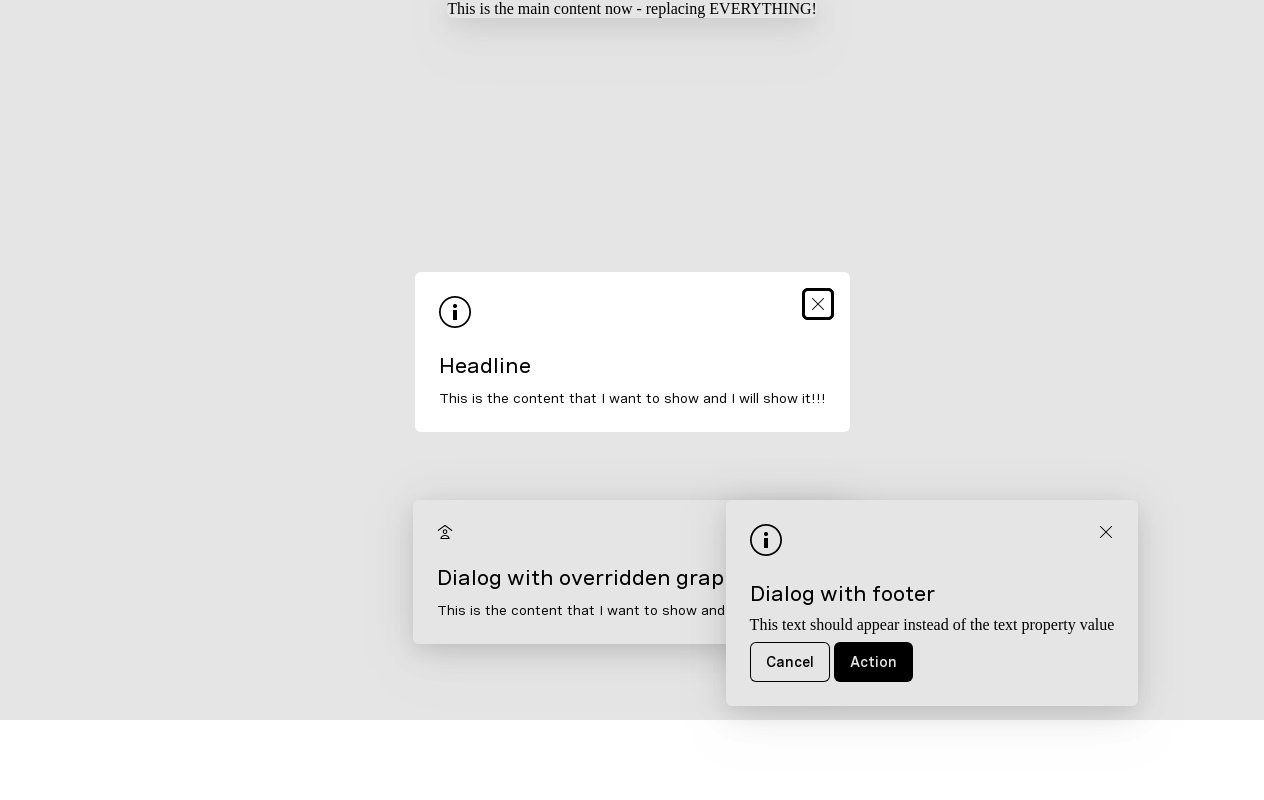 This is the main content now - replacing EVERYTHING!
Headline
This is the content that I want to show and I will show it!!!
Dialog with overridden grap
This is the content that I want to show and
Dialog with footer
This text should appear instead of the text property value
Cancel Action